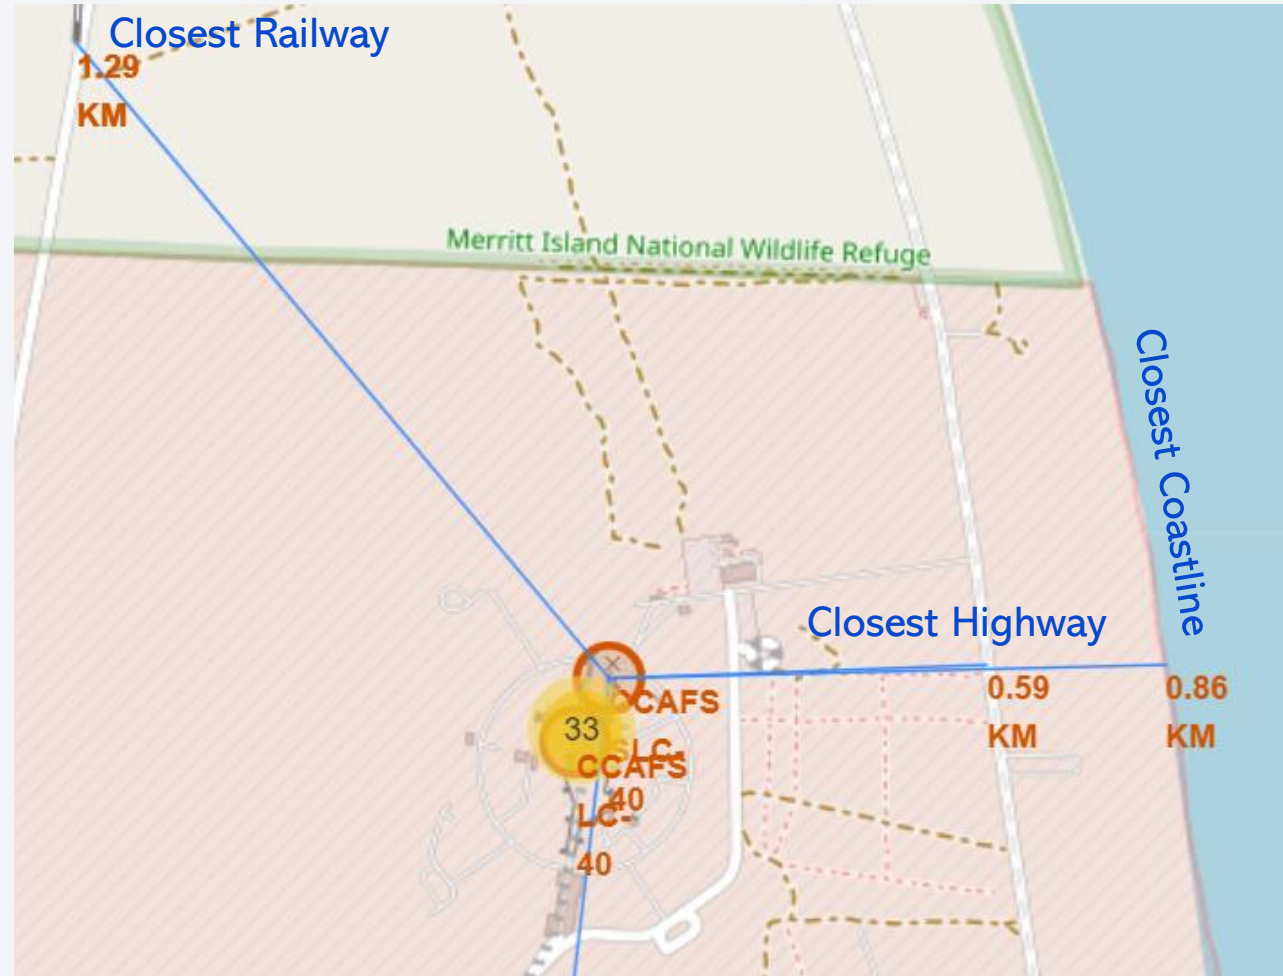 Closest Railway
1.29
KM
Merritt Island National Wildlife Refuge
Closest Coastline
Closest Highway
0.59
KM
0.86
KM
CCAFS
SLC-
40
33
CCAFS
LC-
40